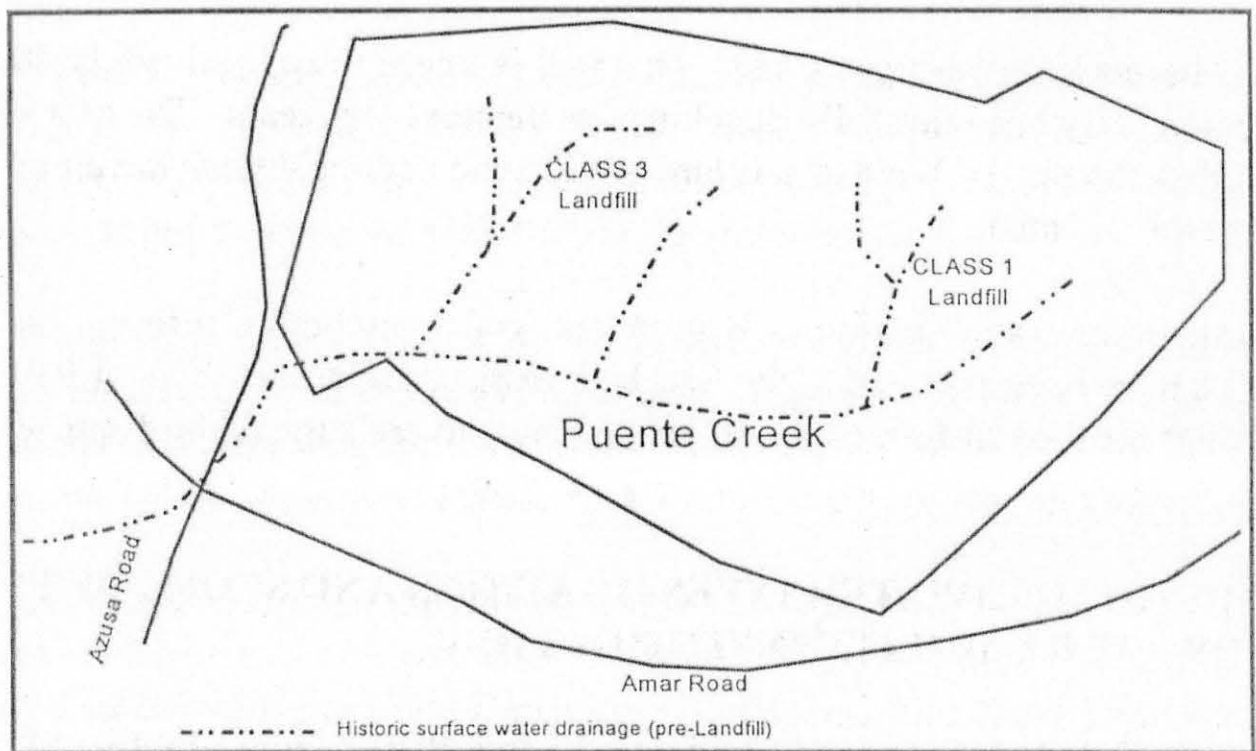 CLASS 3
Landfill
CLASS 1
Landfill
Puente Creek
Azusa Road
Amar Road
Historic surface water drainage (pre-Landfill)